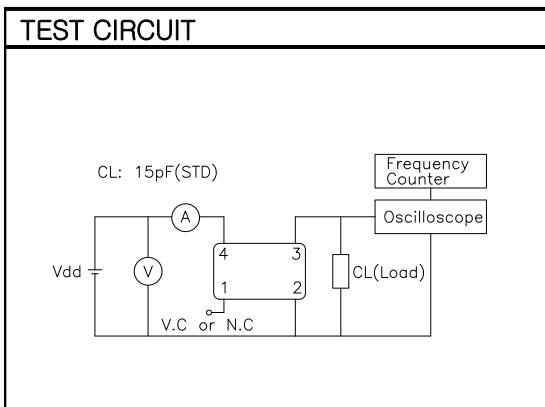 TEST CIRCUIT
CL: 15pF(STD)
Frequency
Counter
Oscilloscope
A
Vdd
V
4
3
1
2
CL(Load)
V.C or N.C